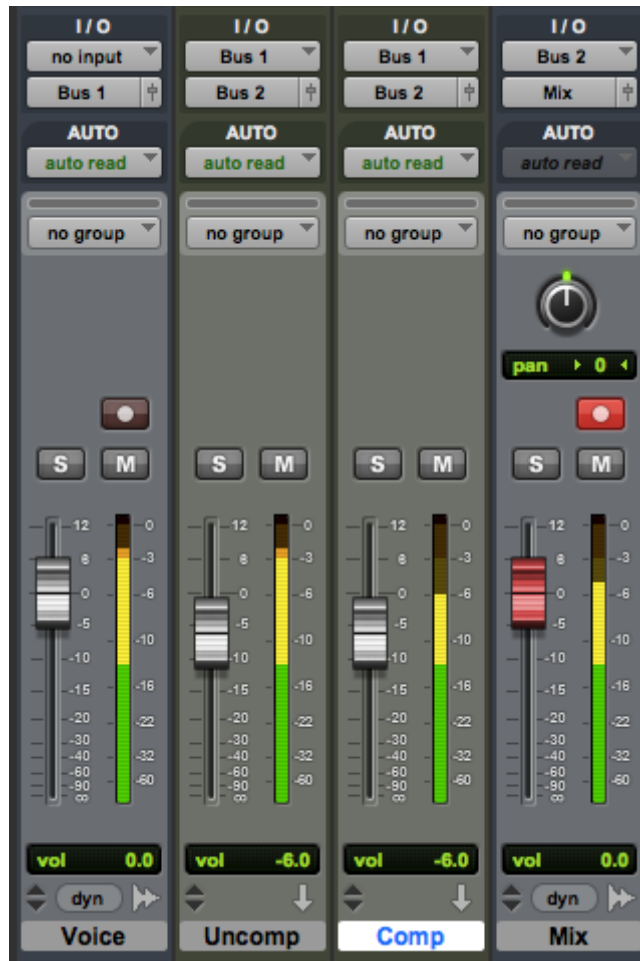 I/O I/O I/O I/O
no input Bus 1 Bus 1 Bus 2
Bus 1 Bus 2 Bus 2 Mix
AUTO AUTO AUTO AUTO
auto read auto read auto read auto read
no group no group no group no group
pan 0
S M S M S M S M
12 0 12 0 12 0 12 0
6 -3 6 -3 6 -3 6 -3
0 -6 0 -6 0 -6 0 -6
-5 -5 -5 -5
-10 -10 -10 -10
-10 -10 -10 -10
-15 -16 -15 -16 -15 -16 -15 -16
-20 -22 -20 -22 -20 -22 -20 -22
-30 -30 -30 -30
-40 -32 -40 -32 -40 -32 -40 -32
-60 -60 -60 -60
-90 -60 -90 -60 -90 -60 -90 -60
∞ ∞ ∞ ∞
vol 0.0 vol -6.0 vol -6.0 vol 0.0
dyn dyn
Voice Uncomp Comp Mix